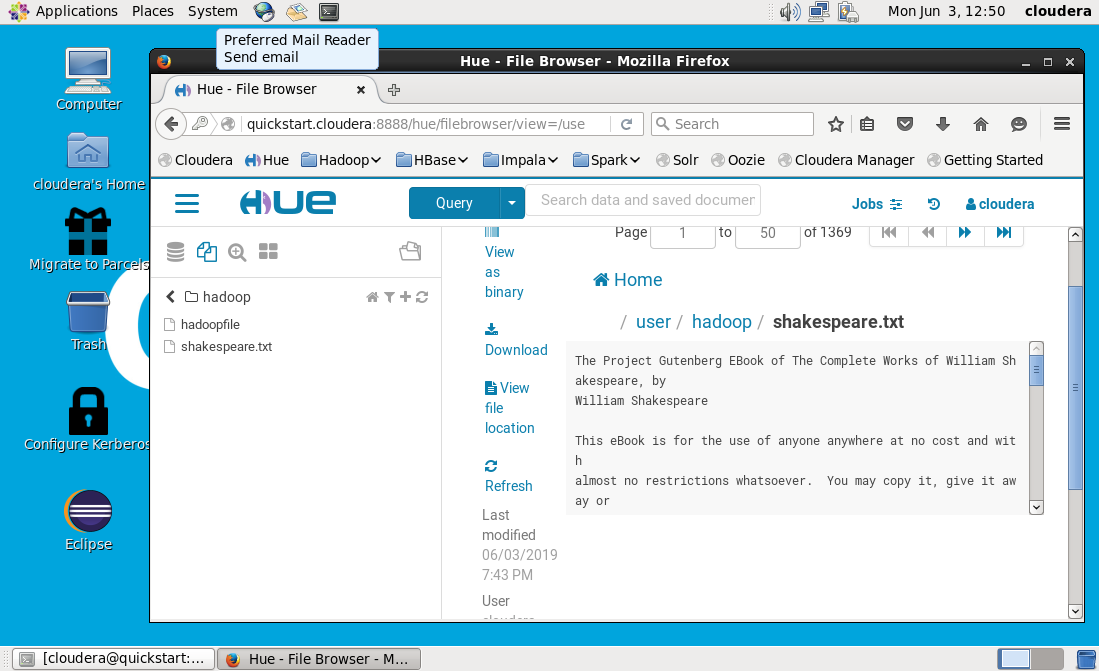 Applications Places System Mon Jun 3, 12:50 cloudera
Preferred Mail Reader
Send email
Computer
cloudera's Home
Migrate to Parcels
Trash
Configure Kerberos
Eclipse
Hue - File Browser - Mozilla Firefox
Hue - File Browser
quickstart.cloudera:8888/hue/filebrowser/view=/use
Search
Cloudera Hue Hadoop HBase Impala Spark Solr Oozie Cloudera Manager Getting Started
HUE
Query
Search data and saved documen
Jobs
cloudera
hadoop
hadoopfile
shakespeare.txt
View
as
binary
Download
View
file
location
Refresh
Last
modified
06/03/2019
7:43 PM
User
Page 1 to 50 of 1369
Home
/ user / hadoop / shakespeare.txt
The Project Gutenberg EBook of The Complete Works of William Sh
akespeare, by
William Shakespeare
This eBook is for the use of anyone anywhere at no cost and wit
h
almost no restrictions whatsoever.  You may copy it, give it aw
ay or
[cloudera@quickstart:...
Hue - File Browser - M...